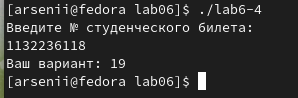 [arsenii@fedora lab06]$ ./lab6-4
Введите № студенческого билета:
1132236118
Ваш вариант: 19
[arsenii@fedora lab06]$